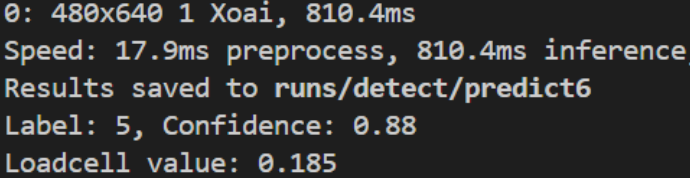 0: 480x640 1 Xoai, 810.4ms
Speed: 17.9ms preprocess, 810.4ms inference,
Results saved to runs/detect/predict6
Label: 5, Confidence: 0.88
Loadcell value: 0.185